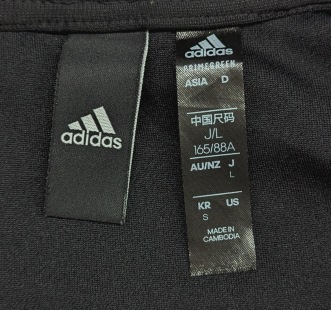 adidas
adidas
PRIMEGREEN
ASIA D
中国尺码
J/L
165/88A
AU/NZ J
L
KR US
S
MADE IN
CAMBODIA